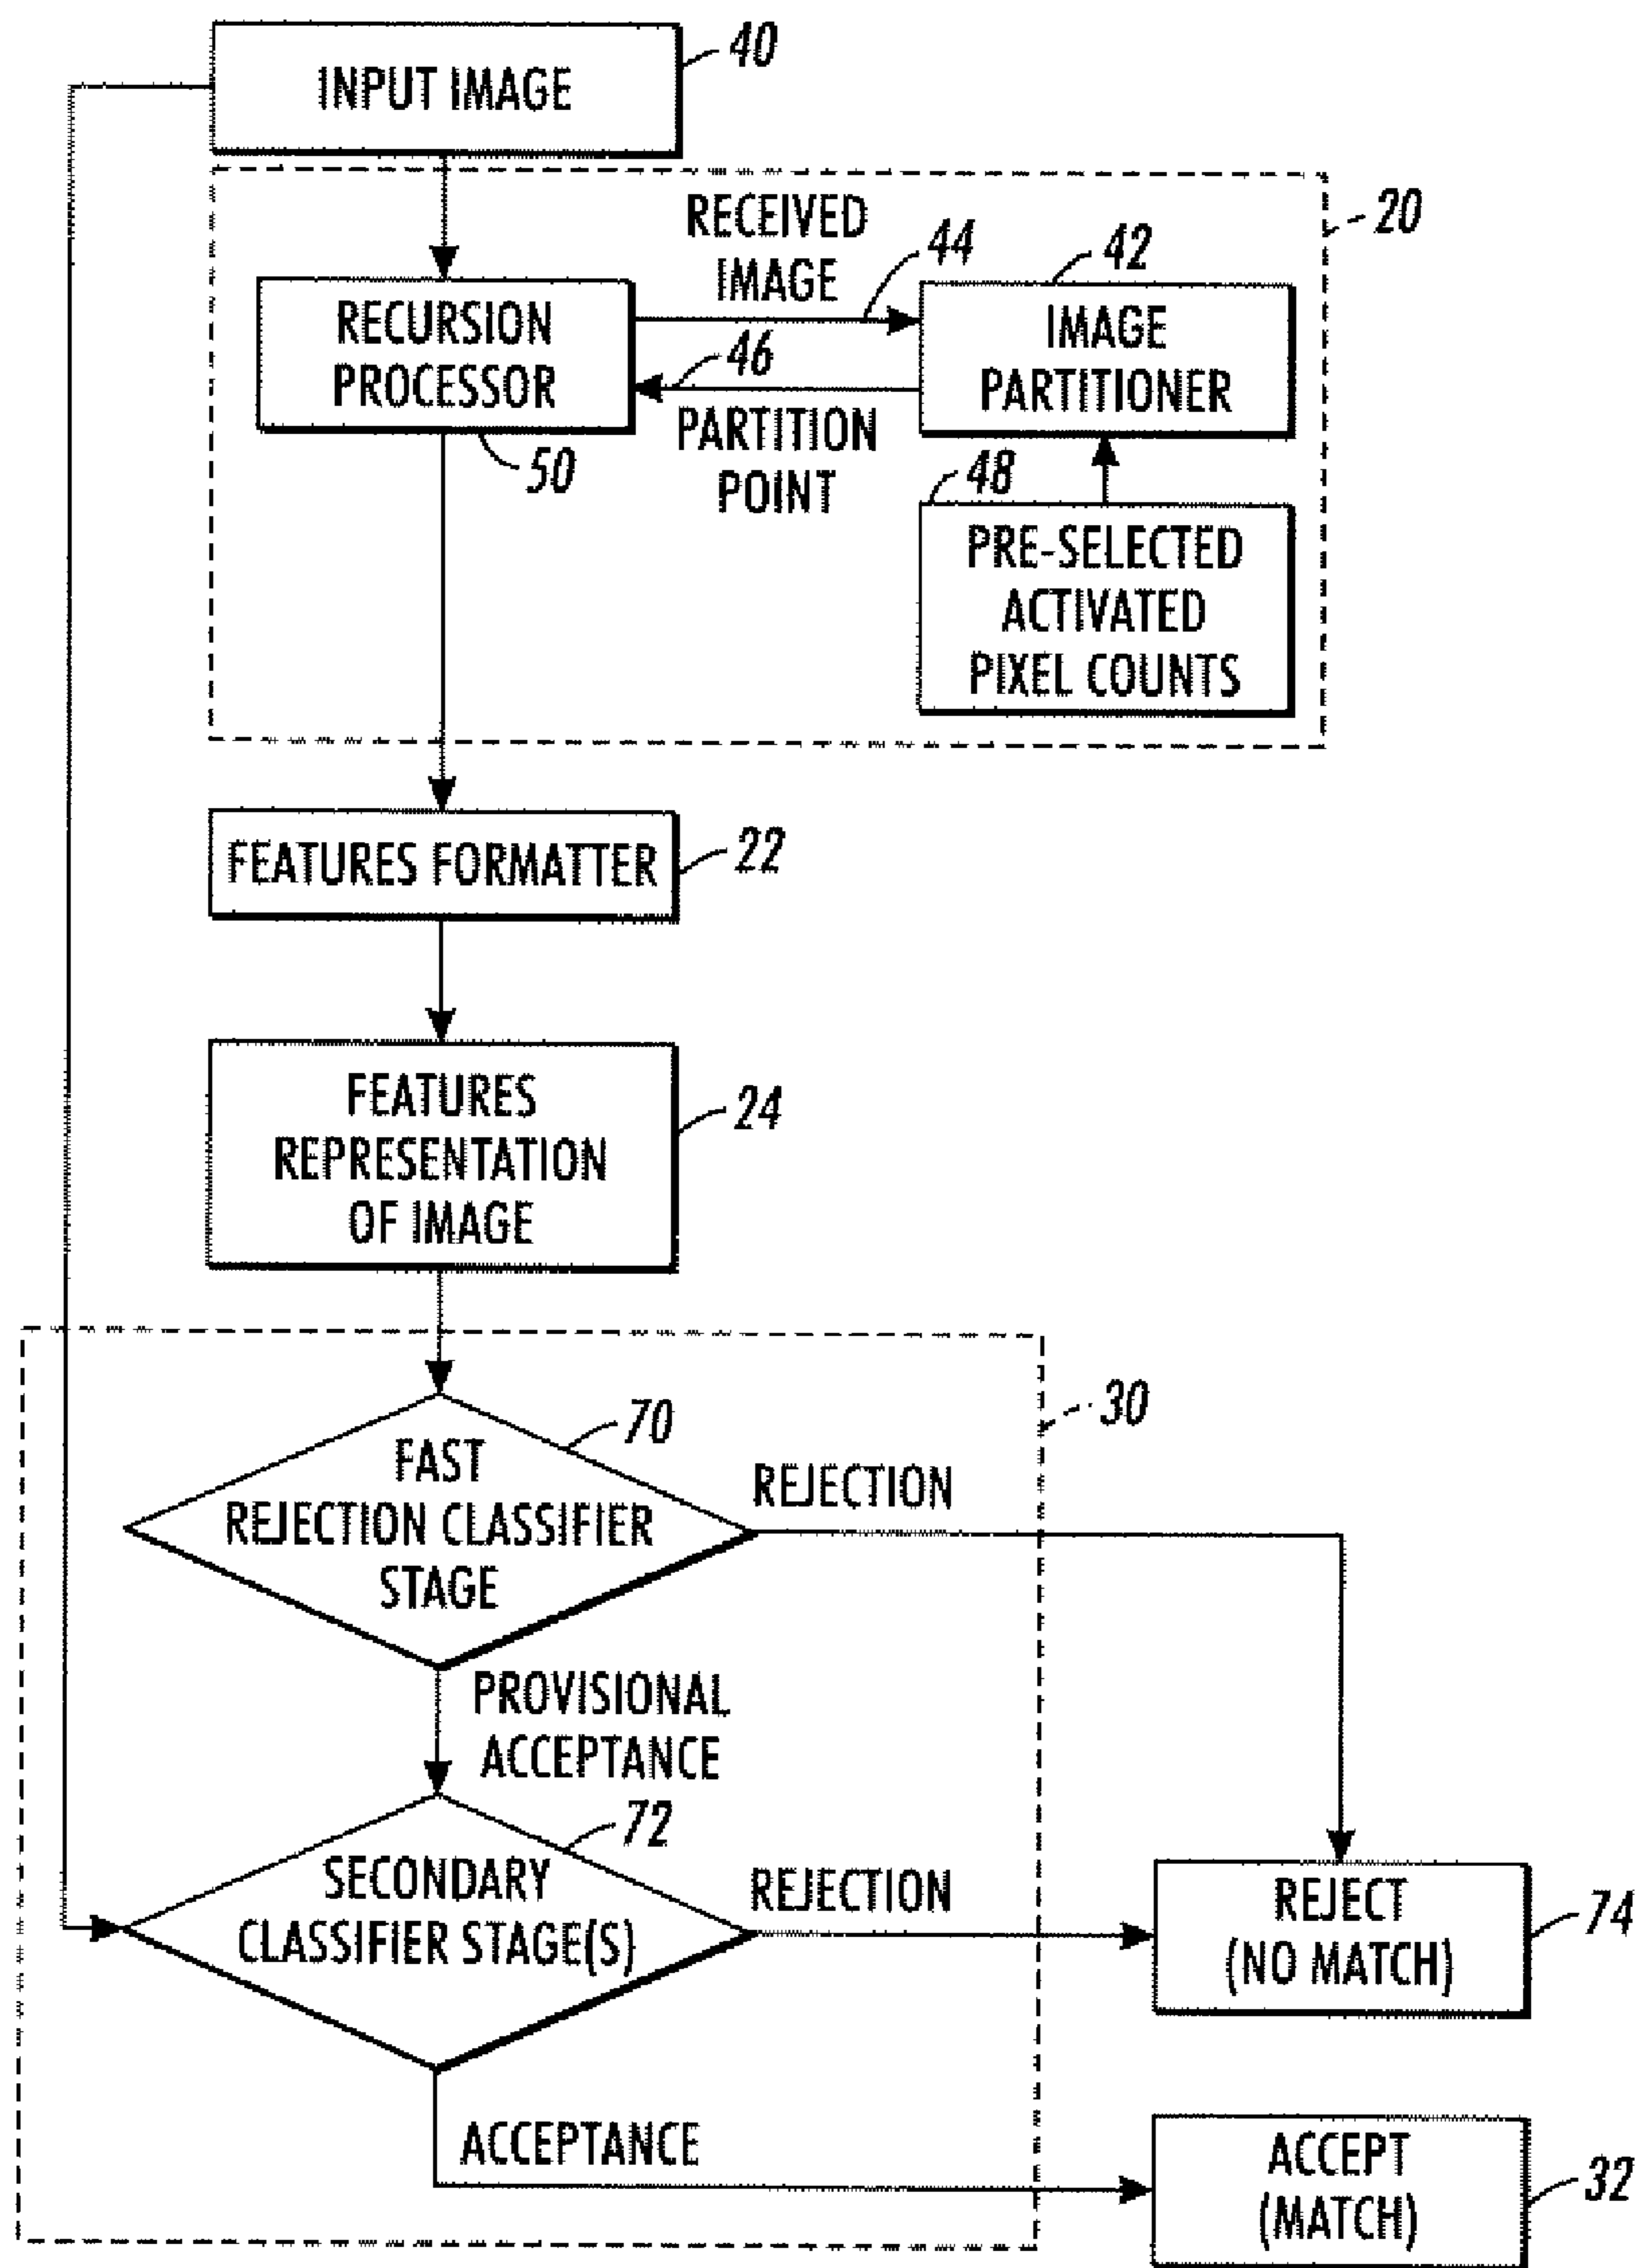 40
INPUT IMAGE
20
RECEIVED
IMAGE
44
42
RECURSION
PROCESSOR
IMAGE
PARTITIONER
46
PARTITION
POINT
50
48
PRE-SELECTED
ACTIVATED
PIXEL COUNTS
FEATURES FORMATTER
22
FEATURES
REPRESENTATION
OF IMAGE
24
30
70
FAST
REJECTION CLASSIFIER
STAGE
REJECTION
PROVISIONAL
ACCEPTANCE
72
SECONDARY
CLASSIFIER STAGE(S)
REJECTION
REJECT
(NO MATCH)
74
ACCEPTANCE
ACCEPT
(MATCH)
32